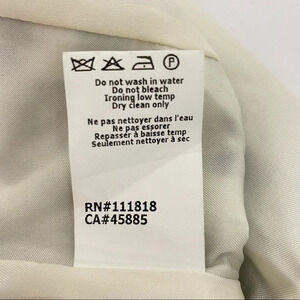 Do not wash in water
Do not bleach
Ironing low temp
Dry clean only
Ne pas nettoyer dans l'eau
Ne pas essorer
Repasser à baisse temp
Seulement nettoyer à sec
RN#111818
CA#45885